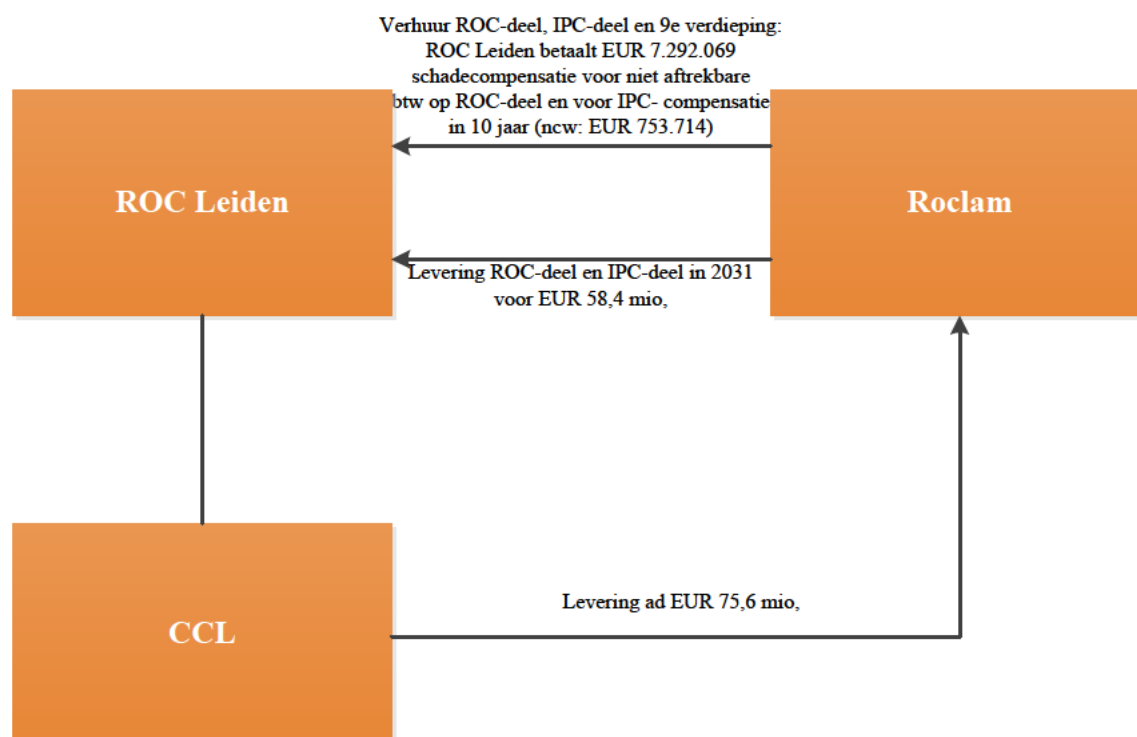 Verhuur ROC-deel, IPC-deel en 9e verdieping:
ROC Leiden betaalt EUR 7.292.069
schadecompensatie voor niet aftrekbare
btw op ROC-deel en voor IPC- compensatie
in 10 jaar (ncw: EUR 753.714)
ROC Leiden
Roclam
Levering ROC-deel en IPC-deel in 2031
voor EUR 58,4 mio,
Levering ad EUR 75,6 mio,
CCL